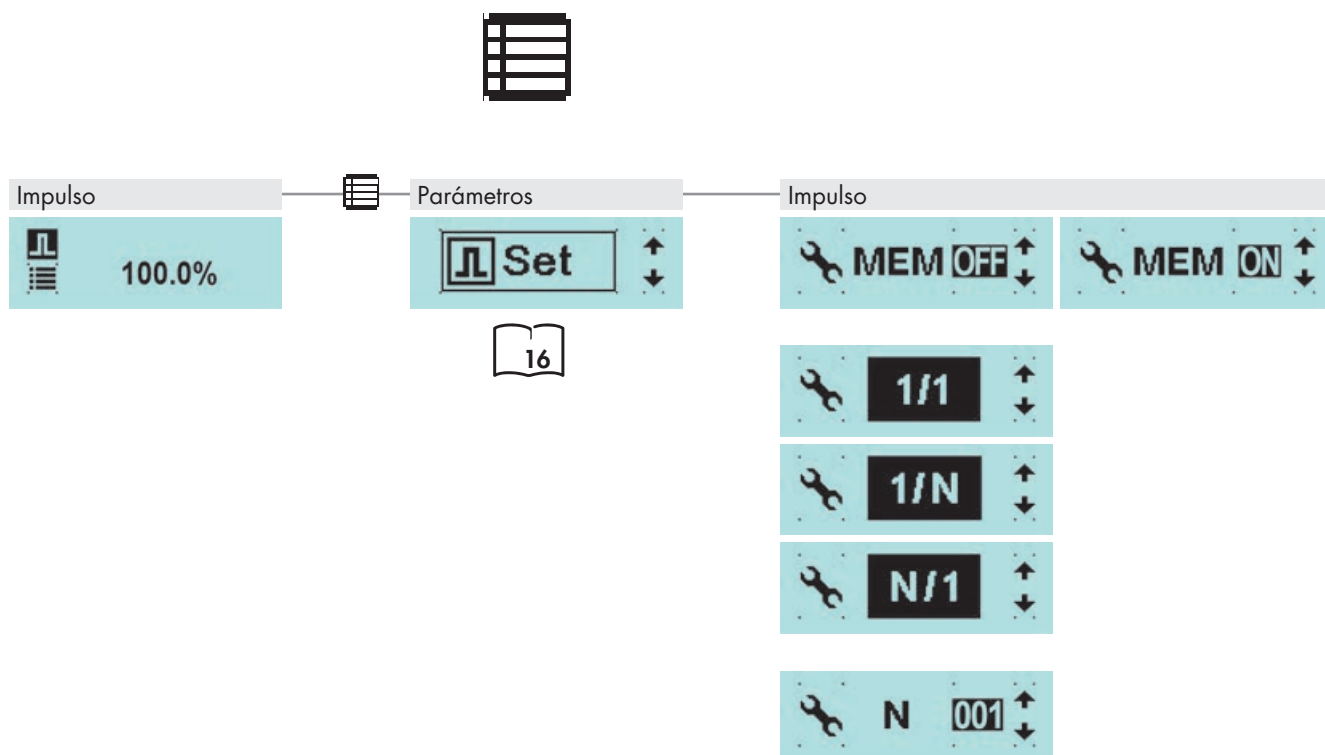 Impulso
Parámetros
Impulso
100.0%
Set
MEM OFF
MEM ON
16
1/1
1/N
N/1
N 001